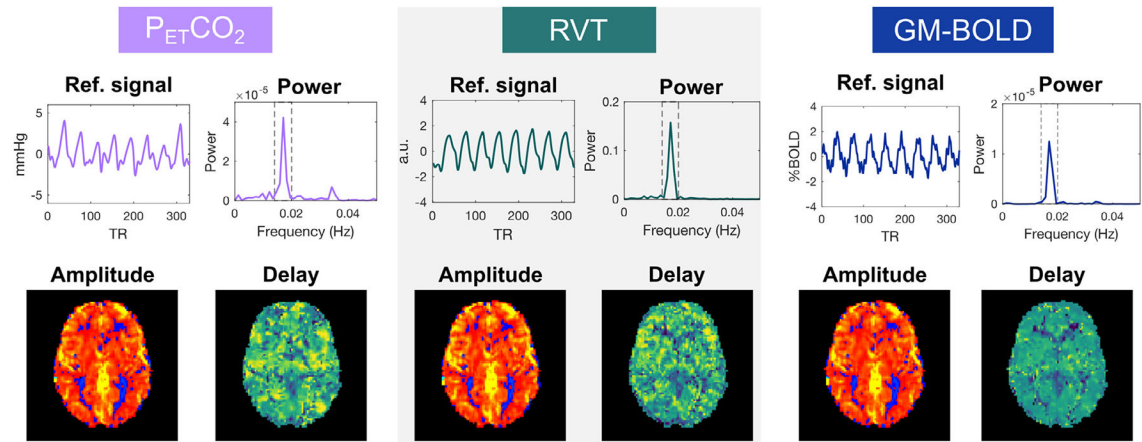 P_ET CO_2
RVT
GM-BOLD
Ref. signal
Power
×10^-5
5
0
-5
mmHg
0
100
200
300
TR
4
2
0
Power
0
0.02
0.04
Frequency (Hz)
Ref. signal
Power
4
2
0
-2
-4
a.u.
0
100
200
300
TR
0.2
0.1
0
Power
0
0.02
0.04
Frequency (Hz)
Ref. signal
Power
×10^-5
4
2
0
-2
-4
%BOLD
0
100
200
300
TR
2
1
0
Power
0
0.02
0.04
Frequency (Hz)
Amplitude
Delay
Amplitude
Delay
Amplitude
Delay